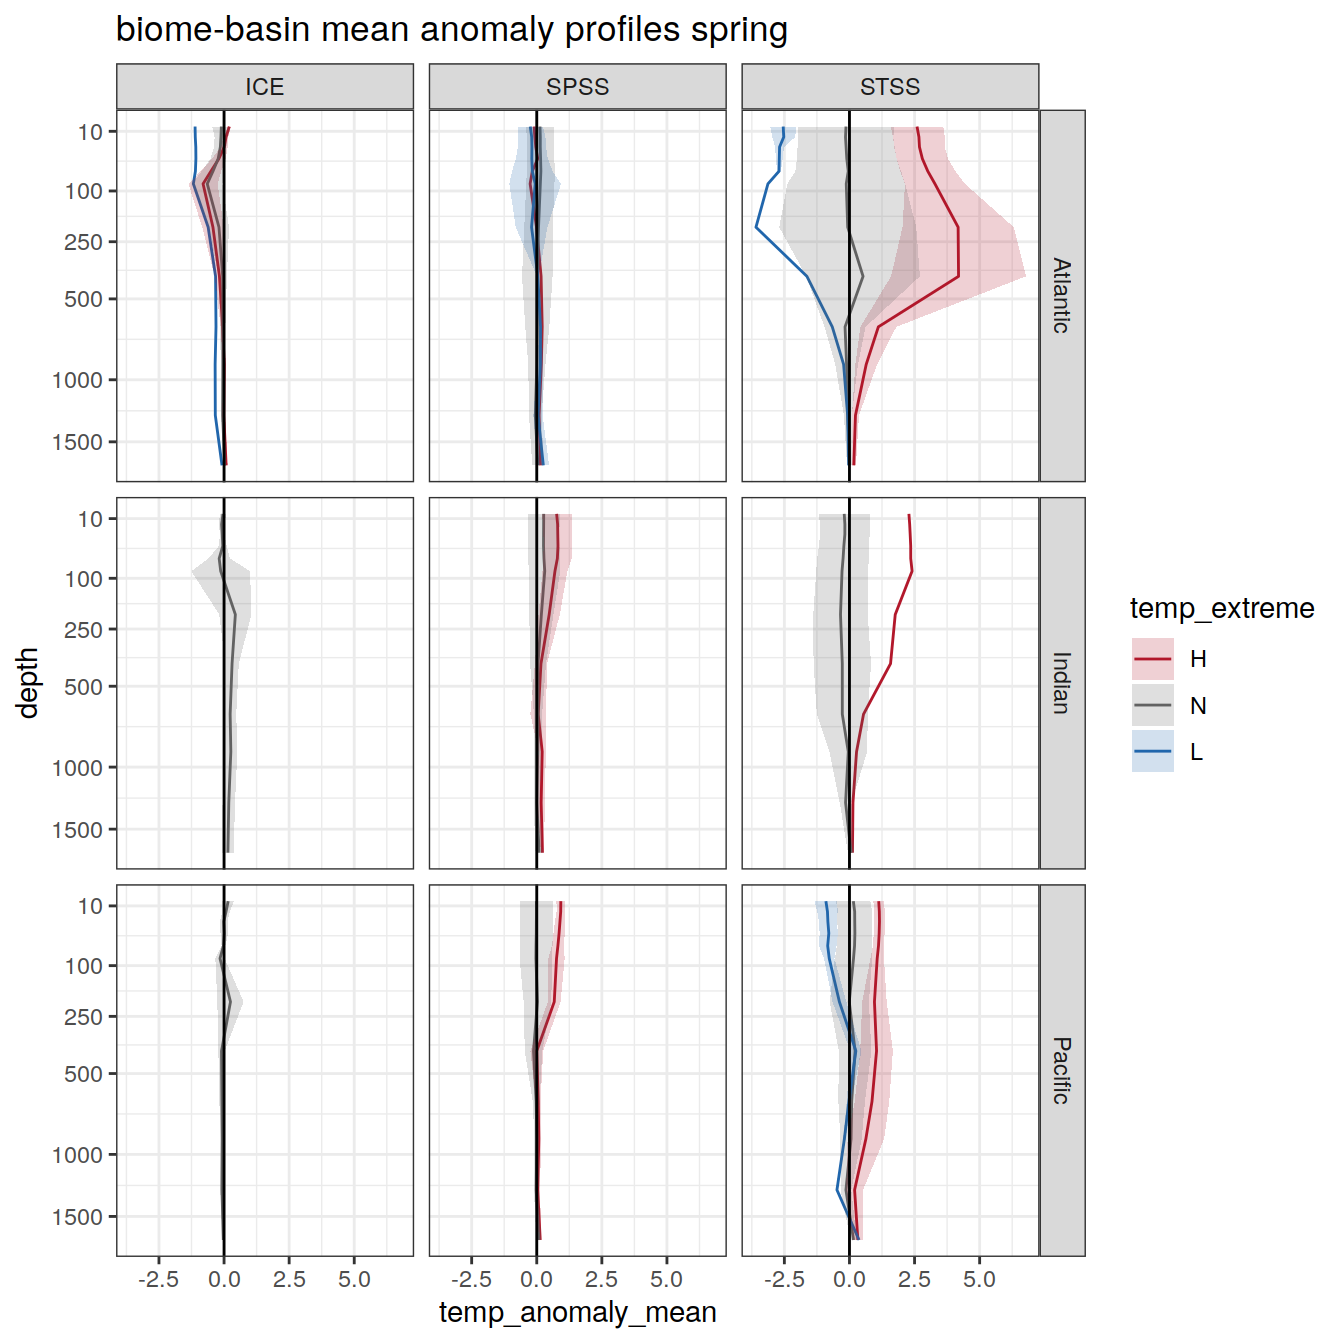 biome-basin mean anomaly profiles spring
ICE SPSS STSS
10
100
250
500
1000
1500
Atlantic
10
100
250
500
1000
1500
Indian
10
100
250
500
1000
1500
Pacific
depth
-2.5 0.0 2.5 5.0 -2.5 0.0 2.5 5.0 -2.5 0.0 2.5 5.0
temp_anomaly_mean
temp_extreme
H
N
L